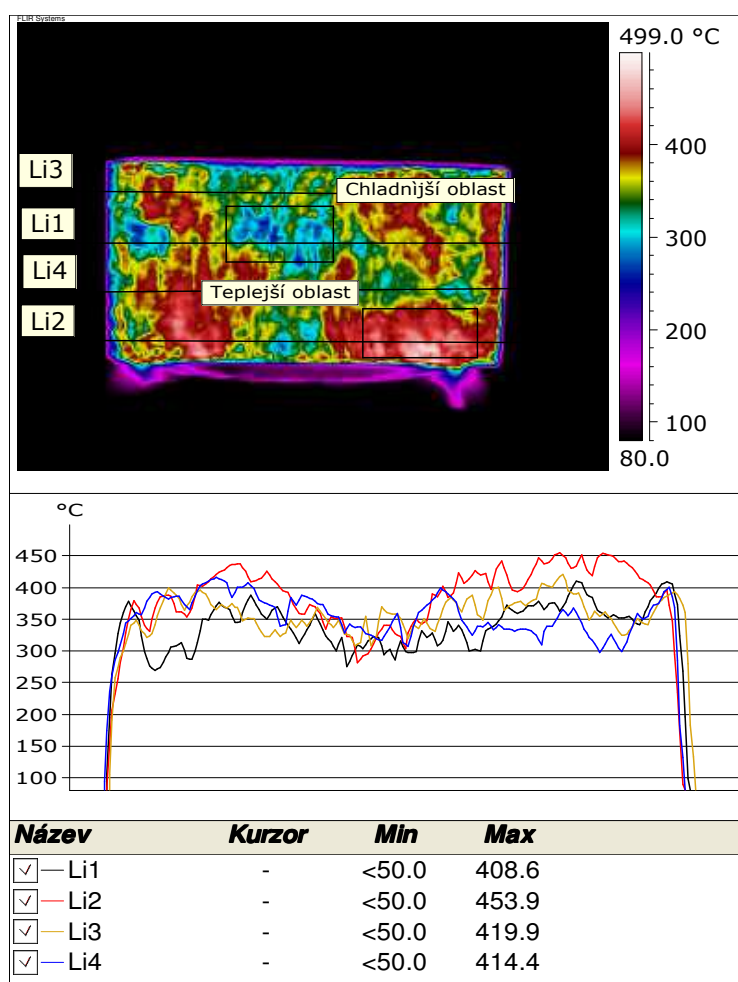 FLIR Systems
499.0 °C
400
300
200
100
80.0
Li3
Chladnìjší oblast
Li1
Li4
Teplejší oblast
Li2
°C
450
400
350
300
250
200
150
100
Název Kurzor Min Max
Li1 - <50.0 408.6
Li2 - <50.0 453.9
Li3 - <50.0 419.9
Li4 - <50.0 414.4